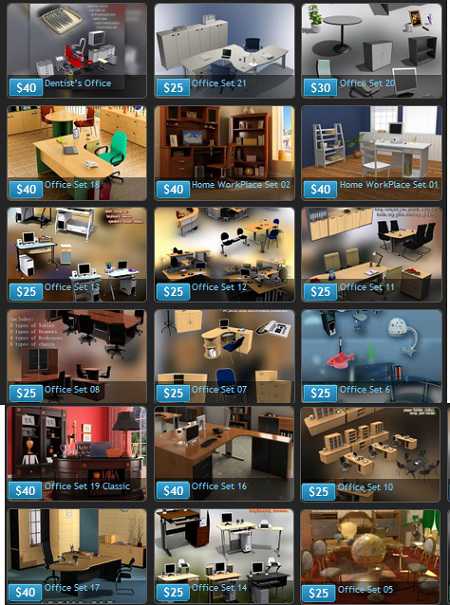 $40 Dentist's Office
$25 Office Set 21
$30 Office Set 20
$40 Office Set 18
$40 Home WorkPlace Set 02
$40 Home WorkPlace Set 01
$25 Office Set 13
$25 Office Set 12
$25 Office Set 11
Includes:
$25 Office Set 08
$25 Office Set 07
$25 Office Set 6
$40 Office Set 19 Classic
$40 Office Set 16
$25 Office Set 10
$40 Office Set 17
$25 Office Set 14
$25 Office Set 05